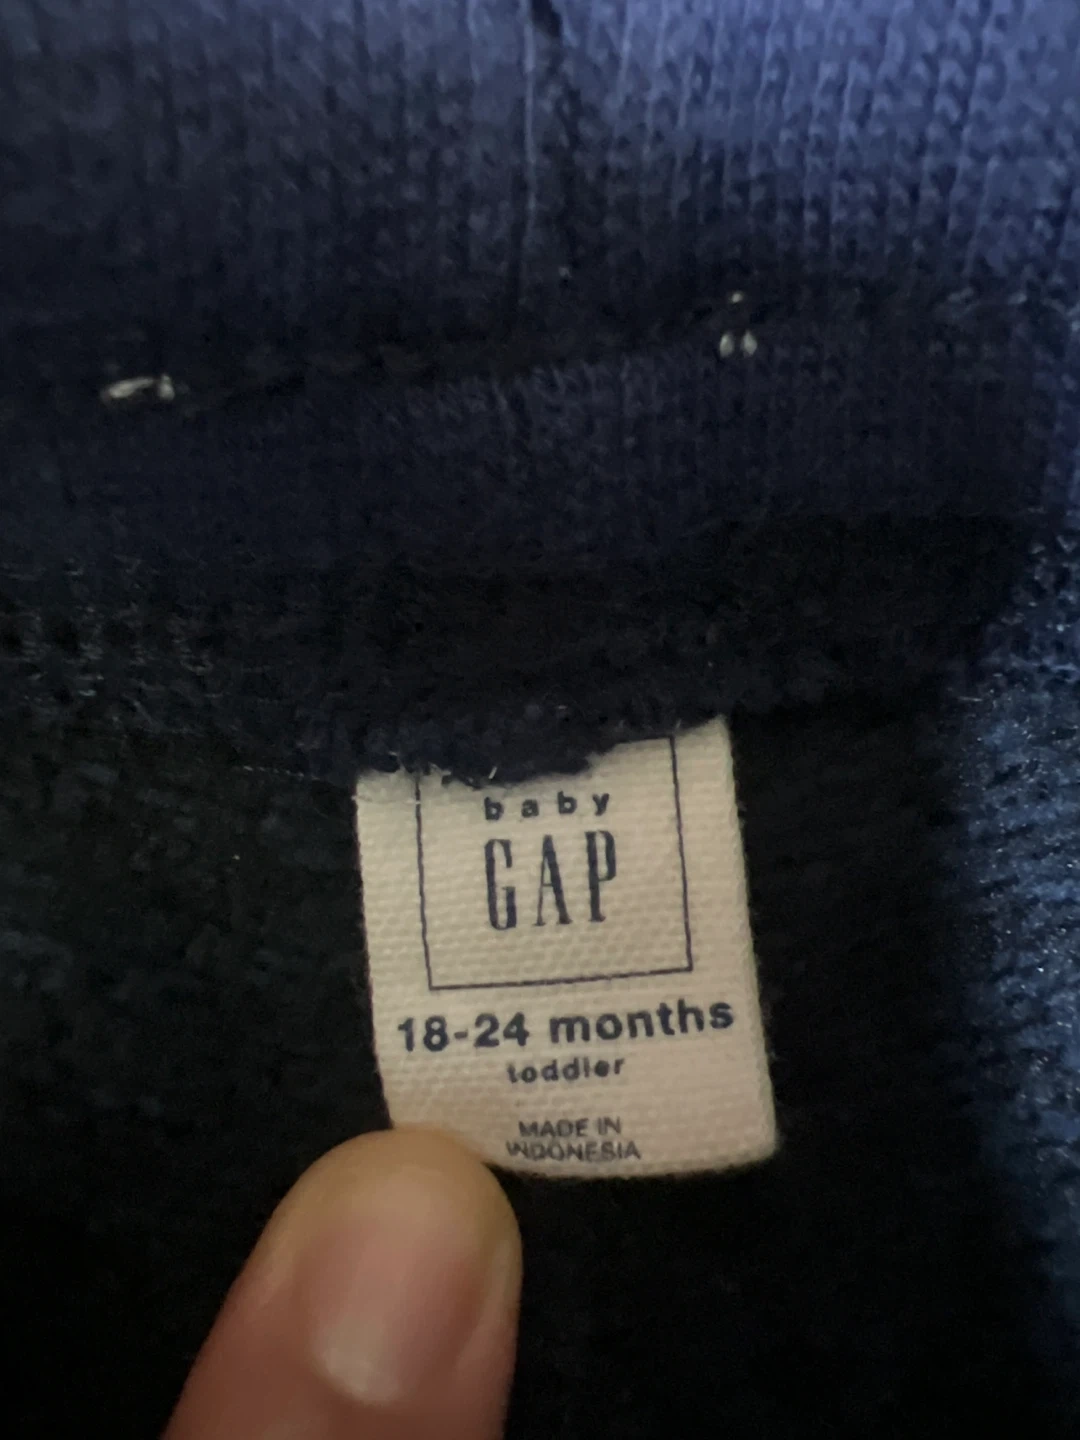 baby
GAP
18-24 months
toddler
MADE IN
INDONESIA